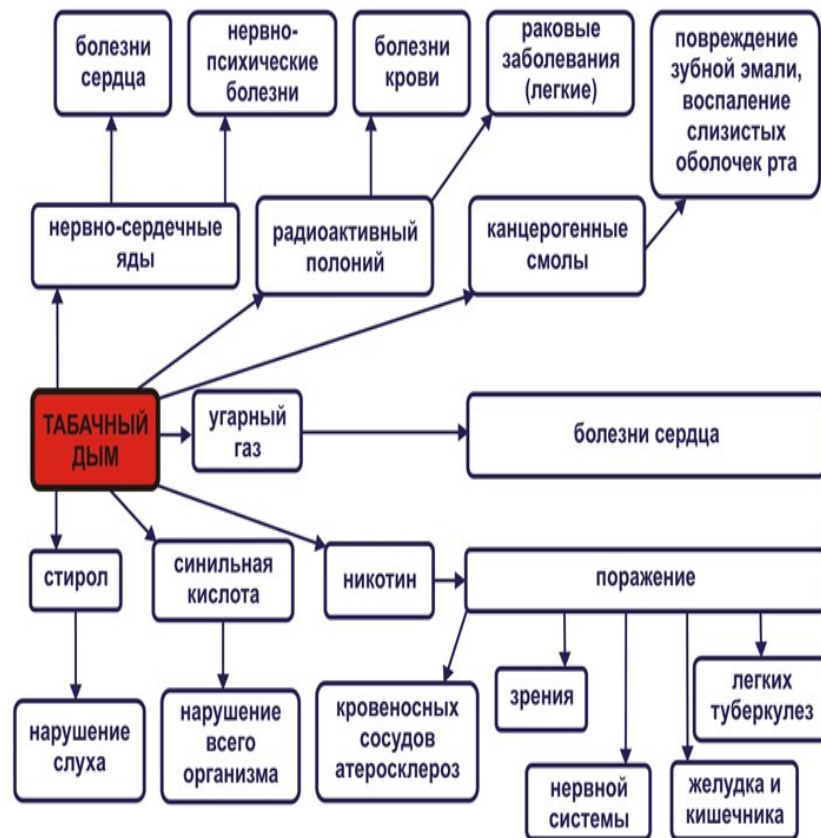 болезни
сердца
нервно-
психические
болезни
болезни
крови
раковые
заболевания
(легкие)
повреждение
зубной эмали,
воспаление
слизистых
оболочек рта
нервно-сердечные
яды
радиоактивный
полоний
канцерогенные
смолы
ТАБАЧНЫЙ
ДЫМ
угарный
газ
болезни сердца
стирол
синильная
кислота
никотин
поражение
нарушение
слуха
нарушение
всего
организма
кровеносных
сосудов
атеросклероз
зрения
нервной
системы
желудка и
кишечника
легких
туберкулез